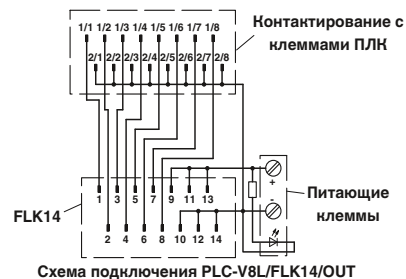 Контактирование с
клеммами ПЛК
1/1 1/2 1/3 1/4 1/5 1/6 1/7 1/8
2/1 2/2 2/3 2/4 2/5 2/6 2/7 2/8
1 3 5 7 9 11 13
+
-
Питающие
клеммы
FLK14
2 4 6 8 10 12 14
Схема подключения PLC-V8L/FLK14/OUT